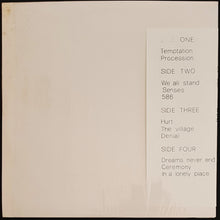 ONE
Temptation
Procession
SIDE TWO
We all stand
Senses
586
SIDE THREE
Hurt
The village
Denial
SIDE FOUR
Dreams never end
Ceremony
In a lonely place